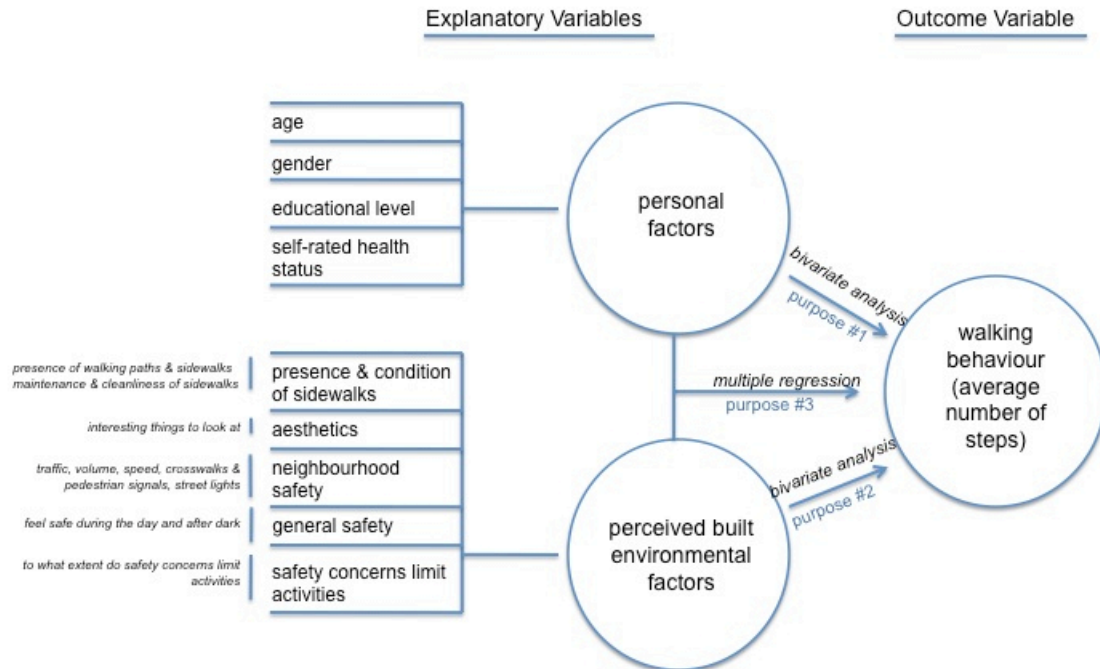 Explanatory Variables
Outcome Variable
age
gender
educational level
self-rated health
status
personal
factors
bivariate analysis
purpose #1
presence of walking paths & sidewalks
maintenance & cleanliness of sidewalks
presence & condition
of sidewalks
interesting things to look at
aesthetics
traffic, volume, speed, crosswalks &
pedestrian signals, street lights
neighbourhood
safety
feel safe during the day and after dark
general safety
to what extent do safety concerns limit
activities
safety concerns limit
activities
multiple regression
purpose #3
perceived built
environmental
factors
bivariate analysis
purpose #2
walking
behaviour
(average
number of
steps)